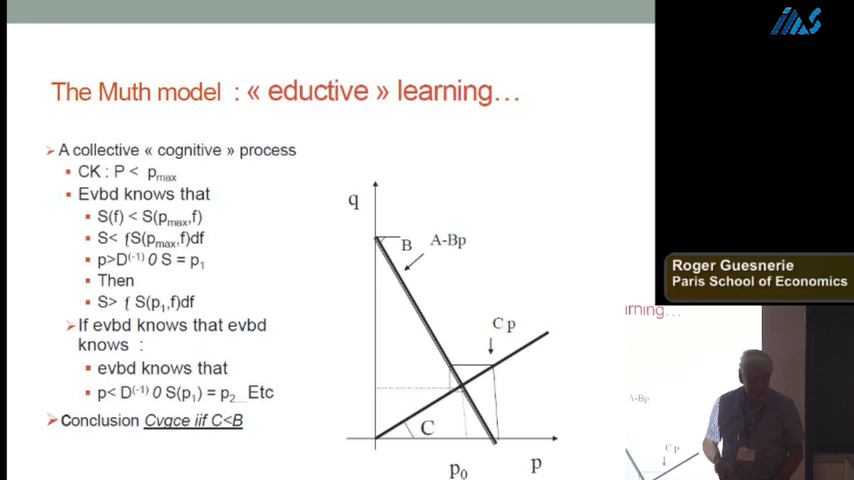 IAS
The Muth model : « eductive » learning…
A collective « cognitive » process
CK : P < pmax
Evbd knows that
S(f) < S(pmax,f)
S< ∫S(pmax,f)df
p>D(-1) 0 S = p1
Then
S> ∫ S(p1,f)df
If evbd knows that evbd
knows :
evbd knows that
p< D(-1) 0 S(p1) = p2 Etc
Conclusion Cvgce iif C<B
q
B
A-Bp
C p
C
p0
p
Roger Guesnerie
Paris School of Economics
rning…
A-Bp
C p